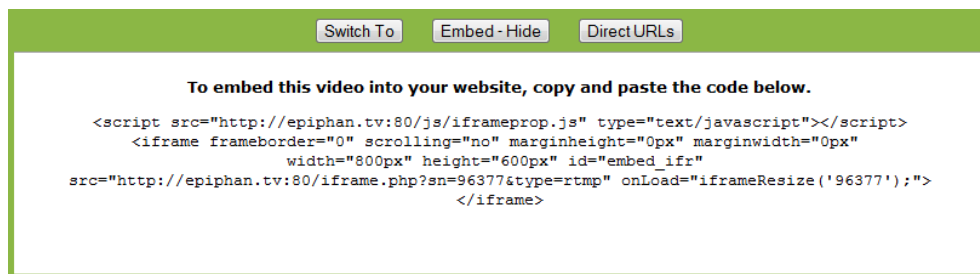 Switch To Embed - Hide Direct URLs
To embed this video into your website, copy and paste the code below.
<script src="http://epiphan.tv:80/js/iframeprop.js" type="text/javascript"></script>
<iframe frameborder="0" scrolling="no" marginheight="0px" marginwidth="0px"
width="800px" height="600px" id="embed_ifr"
src="http://epiphan.tv:80/iframe.php?sn=96377&type=rtmp" onLoad="iframeResize('96377');">
</iframe>